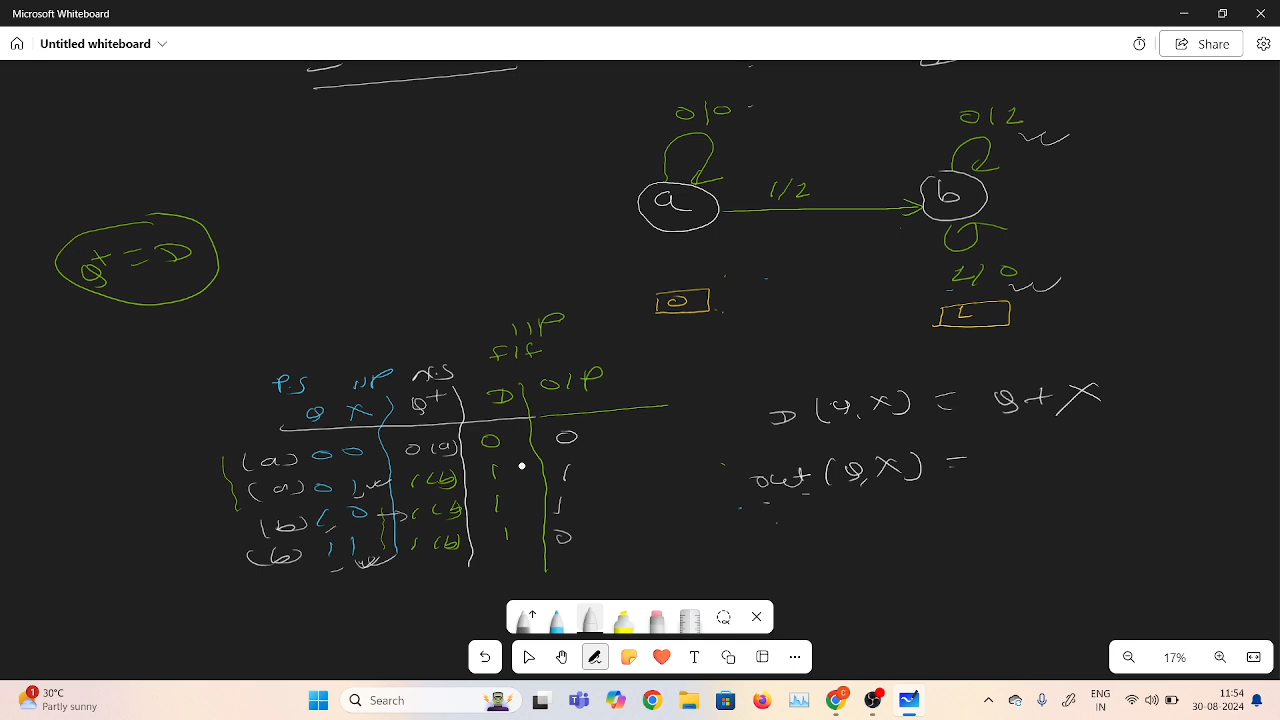 Microsoft Whiteboard
Untitled whiteboard
Share
0/0
0/2
a
1/2
b
Q+ = D
1/0
0
1
I/P
F/F
P.S I/P N.S
Q X Q+ D O/P
(a) 0 0 0(a) 0 0
(a) 0 1 1(b) 1 1
(b) 1 0 1(b) 1 1
(b) 1 1 1(b) 1 0
D (Q, X) = Q + X
out (Q, X) =
17%
1
30°C
Partly sunny
Search
ENG
IN
11:54
30-08-2024